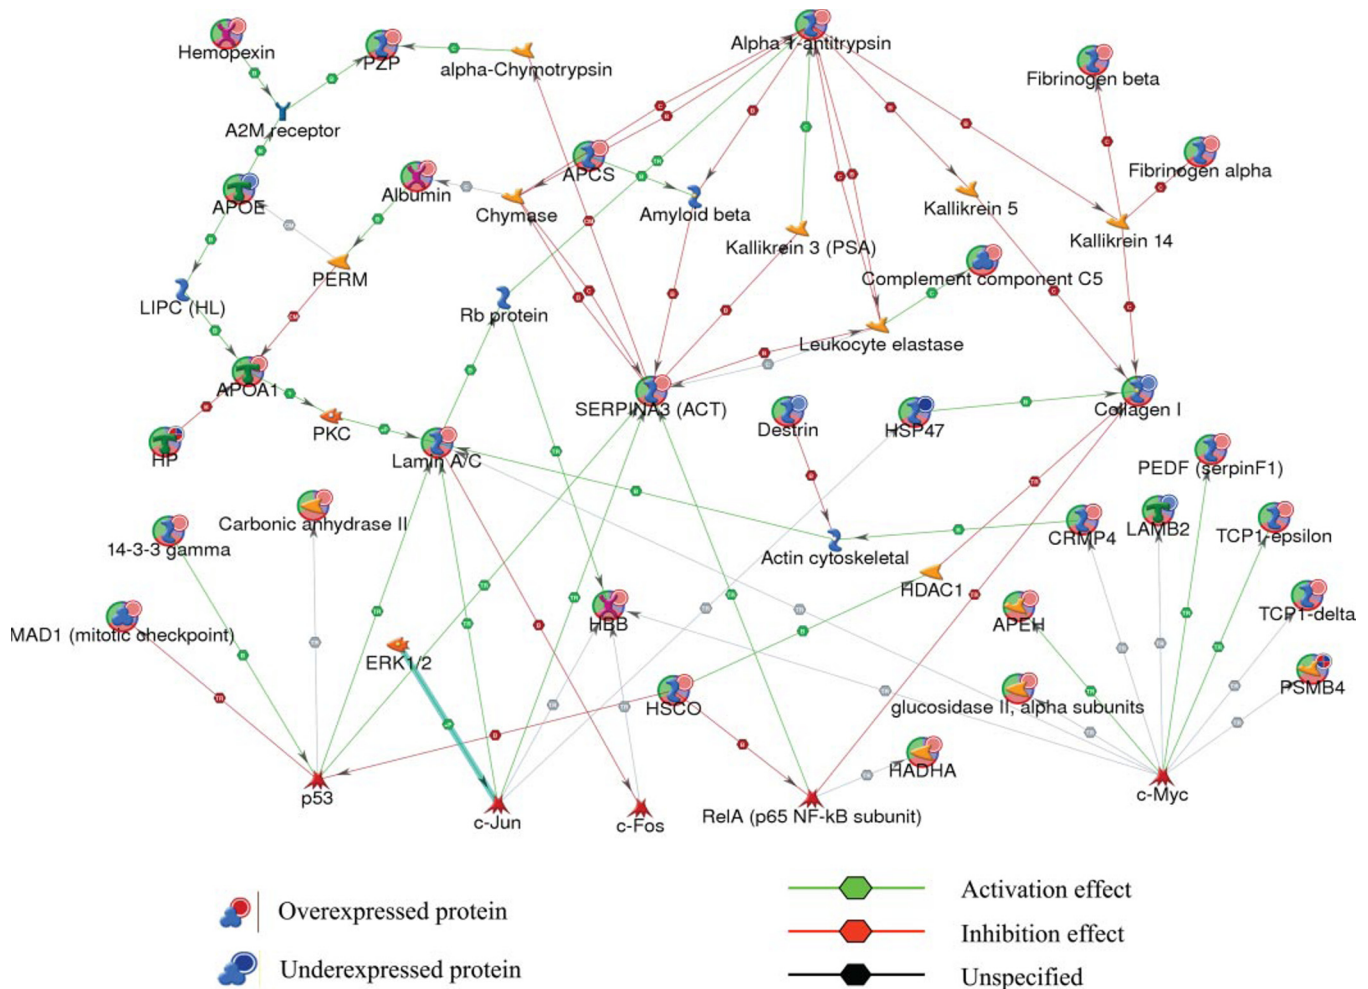 Hemopexin
PZP
alpha-Chymotrypsin
Alpha 1-antitrypsin
Fibrinogen beta
A2M receptor
Fibrinogen alpha
APCS
Albumin
APOE
Chymase
Amyloid beta
Kallikrein 5
Kallikrein 14
Kallikrein 3 (PSA)
PERM
Complement component C5
LIPC (HL)
Rb protein
Leukocyte elastase
APOA1
SERPINA3 (ACT)
Collagen I
PKC
Destrin
HSP47
HP
Lamin A/C
PEDF (serpinF1)
Carbonic anhydrase II
14-3-3 gamma
Actin cytoskeletal
CRMP4
LAMB2
TCP1-epsilon
HDAC1
MAD1 (mitotic checkpoint)
HBB
APEH
TCP1-delta
ERK1/2
PSMB4
HSCO
glucosidase II, alpha subunits
HADHA
p53
c-Myc
c-Jun
c-Fos
RelA (p65 NF-kB subunit)
Overexpressed protein
Activation effect
Inhibition effect
Underexpressed protein
Unspecified